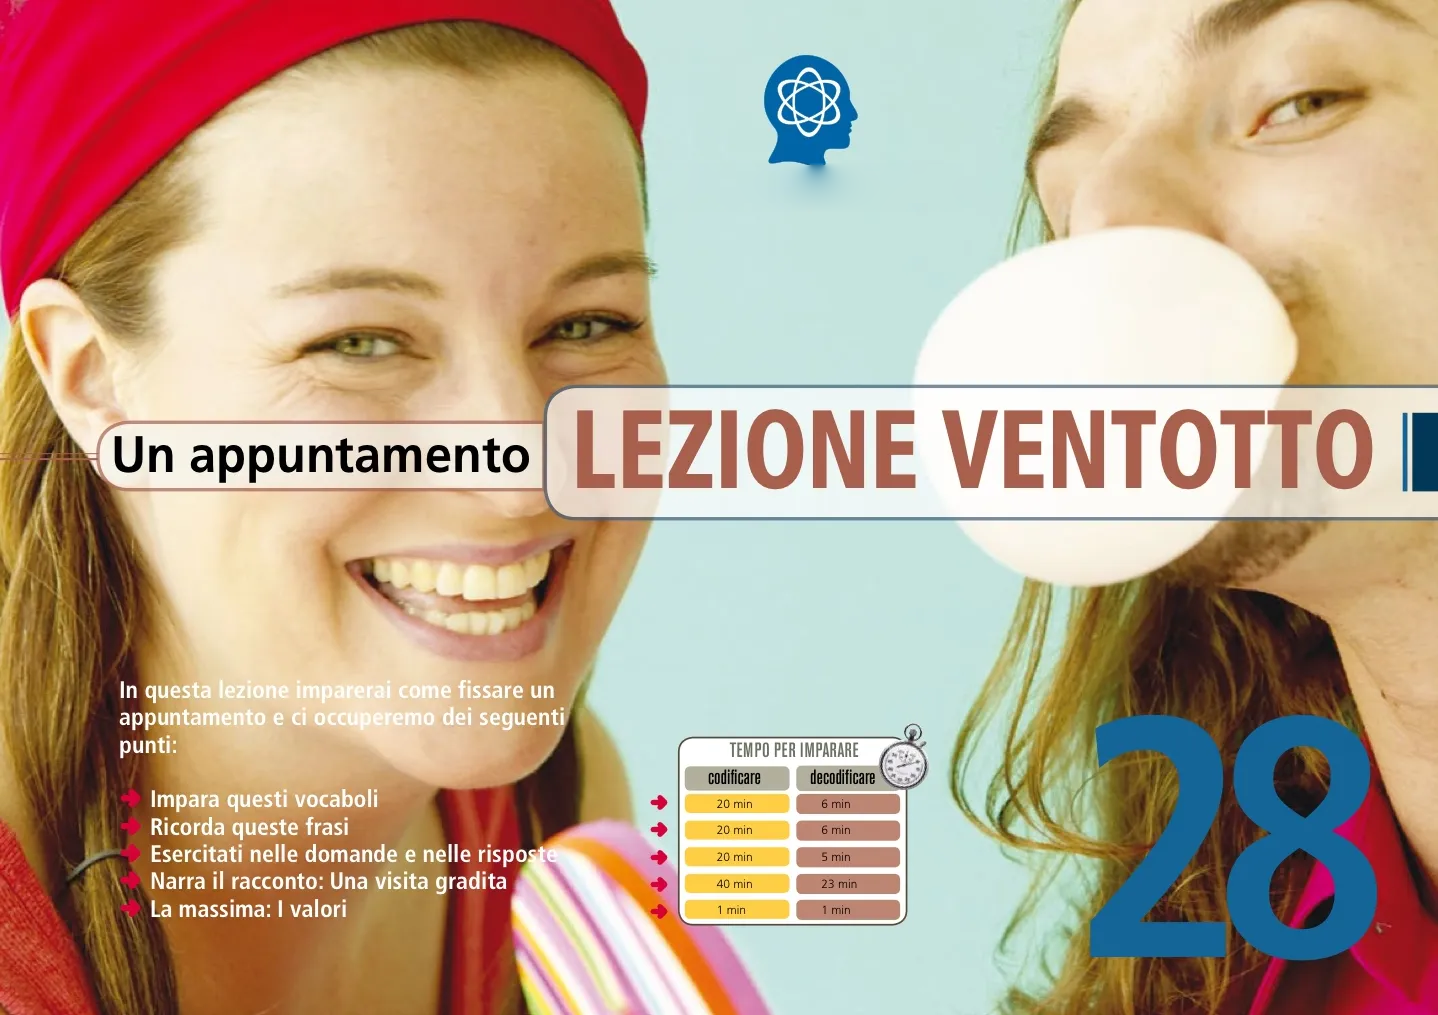 Un appuntamento
LEZIONE VENTOTTO
In questa lezione imparerai come fissare un
appuntamento e ci occuperemo dei seguenti
punti:
Impara questi vocaboli
Ricorda queste frasi
Esercitati nelle domande e nelle risposte
Narra il racconto: Una visita gradita
La massima: I valori
TEMPO PER IMPARARE
codificare decodificare
20 min 6 min
20 min 6 min
20 min 5 min
40 min 23 min
1 min 1 min
28